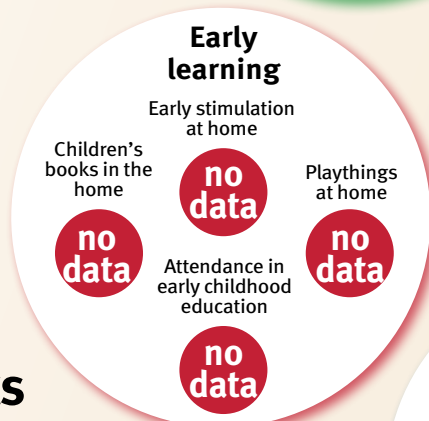 Early
learning
Early stimulation
at home
no
data
Children's
books in the
home
no
data
Playthings
at home
no
data
Attendance in
early childhood
education
no
data